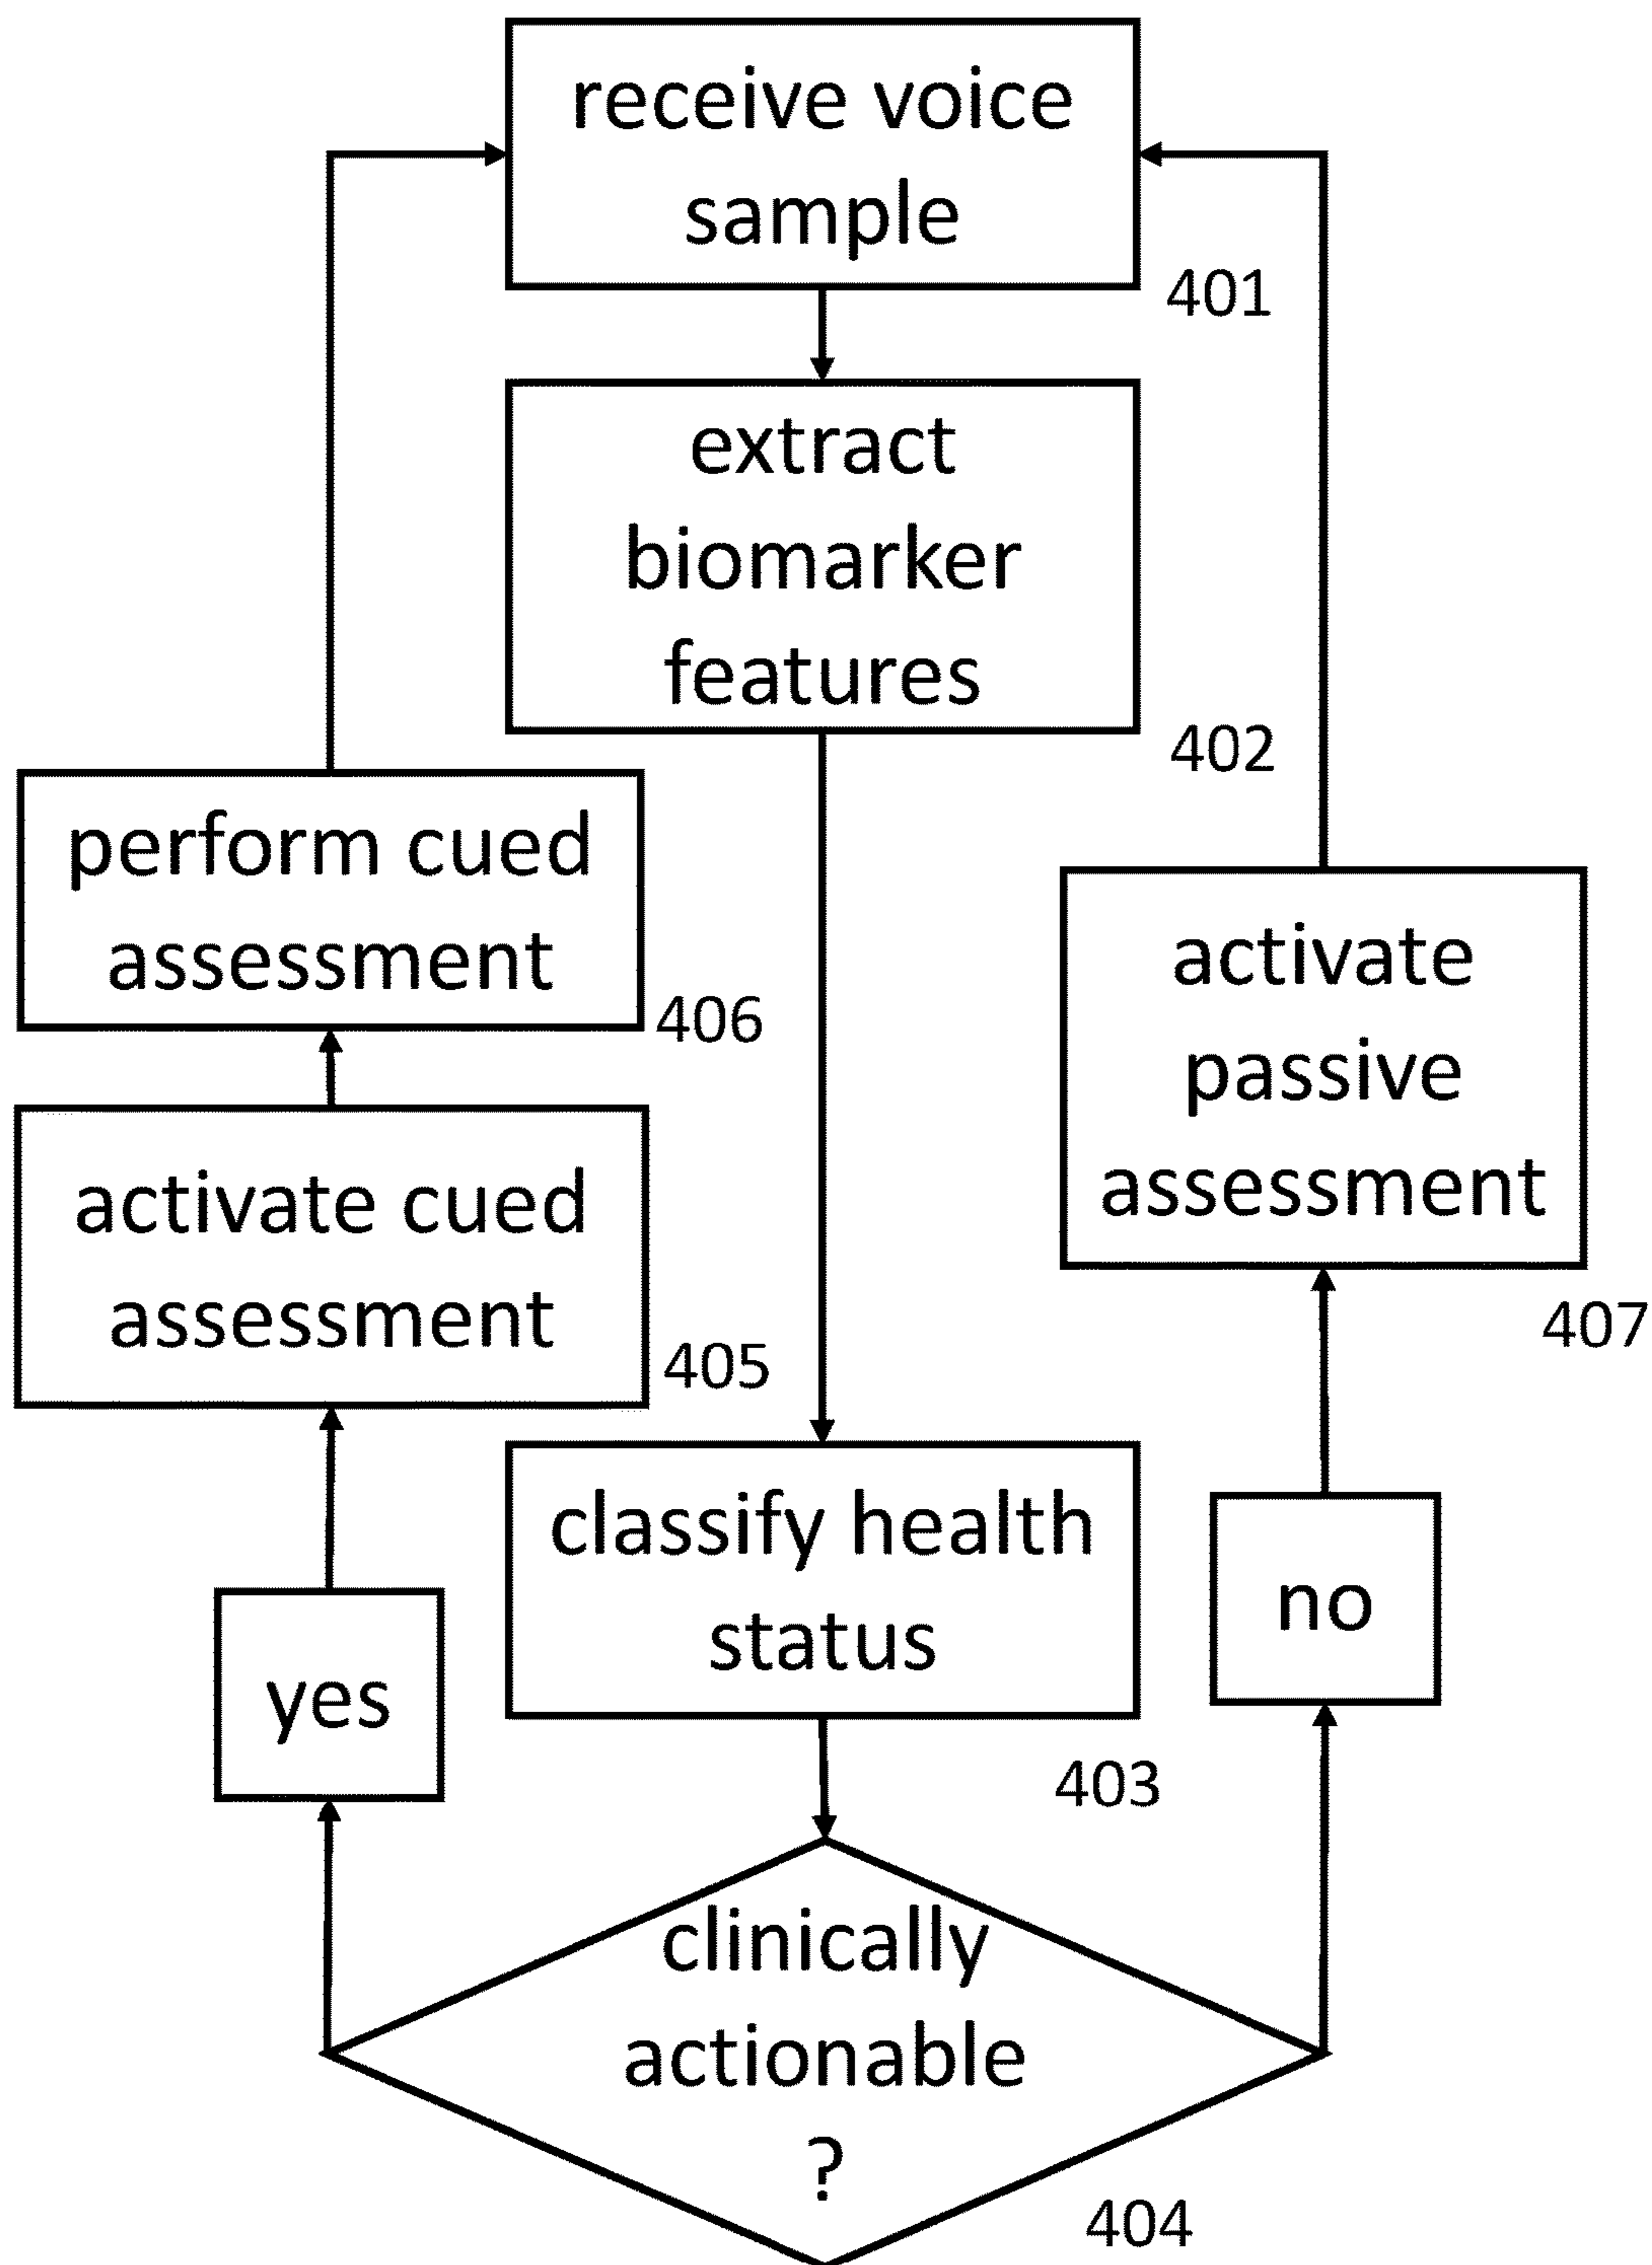 receive voice
sample
401
extract
biomarker
features
402
perform cued
assessment
406
activate
passive
assessment
407
activate cued
assessment
405
classify health
status
403
yes
no
clinically
actionable
?
404